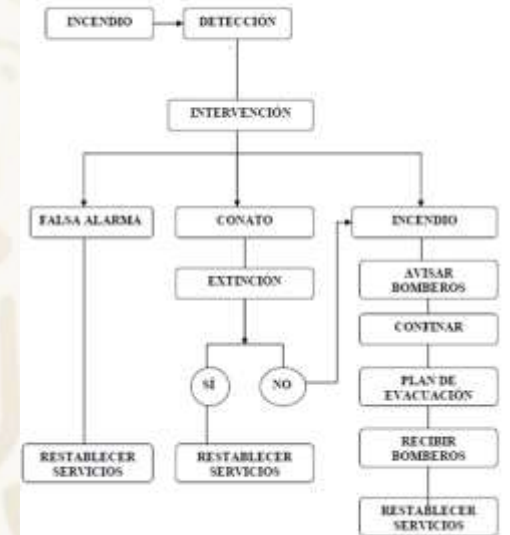 INCENDIO
DETECCIÓN
INTERVENCIÓN
FALSA ALARMA
CONATO
INCENDIO
EXTINCIÓN
AVISAR
BOMBEROS
CONFINAR
SÍ
NO
PLAN DE
EVACUACIÓN
RECIBIR
BOMBEROS
RESTABLECER
SERVICIOS
RESTABLECER
SERVICIOS
RESTABLECER
SERVICIOS